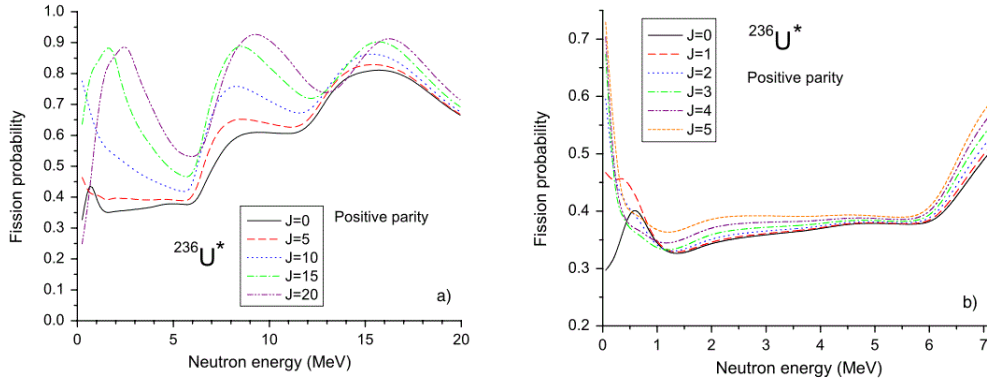 1.0
0.9
0.8
0.7
0.6
0.5
0.4
0.3
0.2
0.1
0.0
Fission probability
0
5
10
15
20
Neutron energy (MeV)
²³⁶U*
J=0
J=5
J=10
J=15
J=20
Positive parity
a)
0.7
0.6
0.5
0.4
0.3
0.2
Fission probability
0
1
2
3
4
5
6
7
Neutron energy (MeV)
J=0
J=1
J=2
J=3
J=4
J=5
²³⁶U*
Positive parity
b)